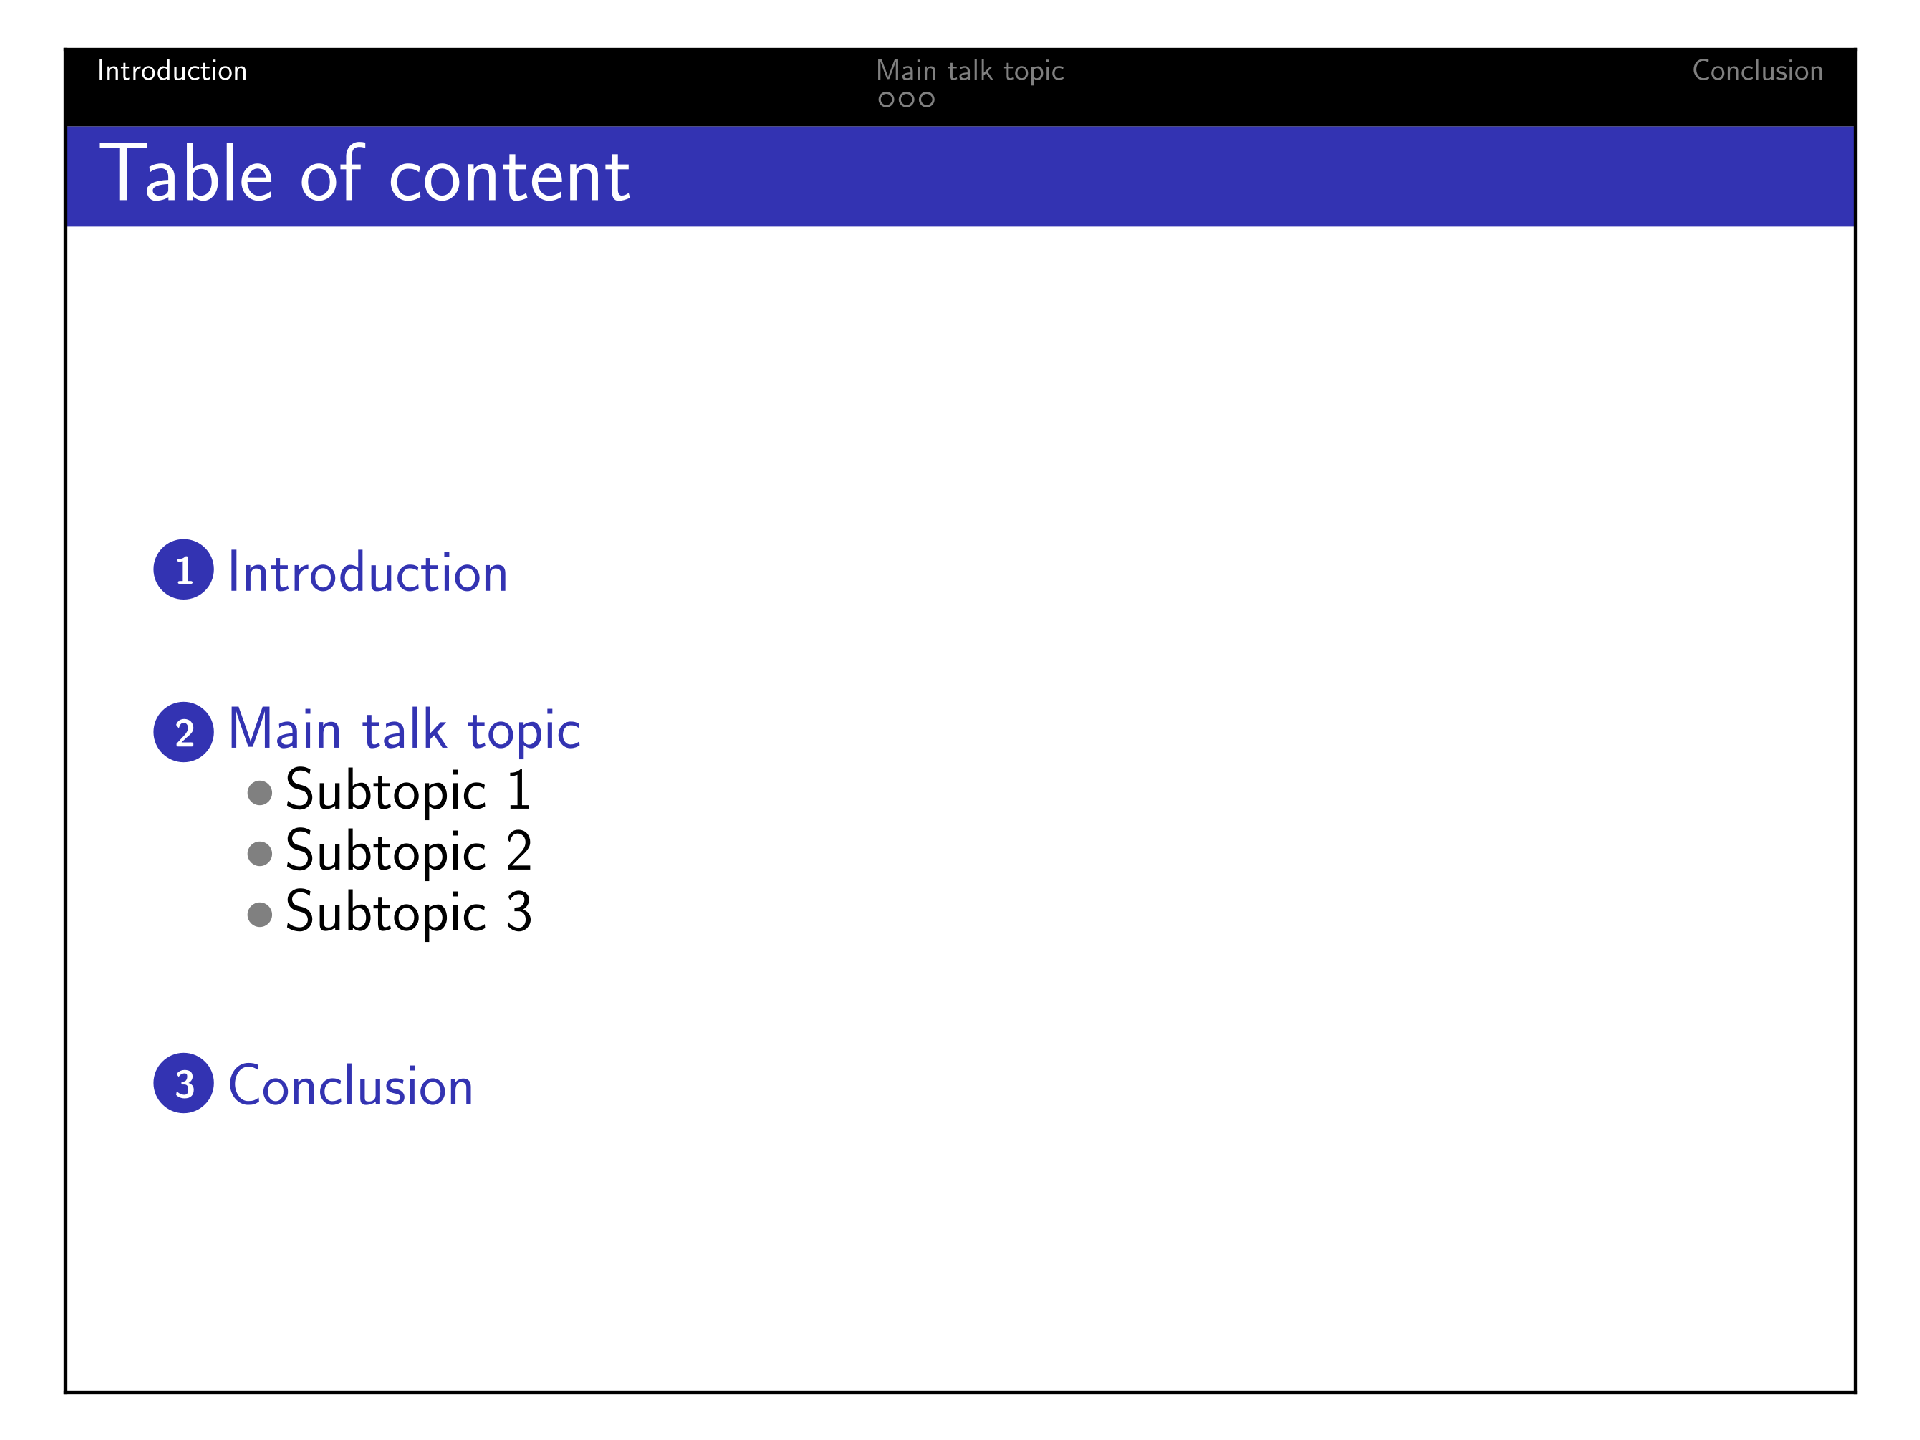 Introduction
Main talk topic
Conclusion
Table of content
1 Introduction
2 Main talk topic
Subtopic 1
Subtopic 2
Subtopic 3
3 Conclusion